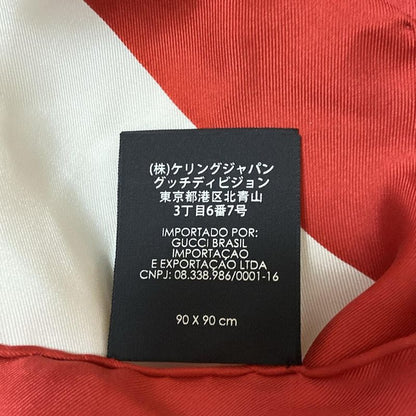 (株)ケリングジャパン
グッチディビジョン
東京都港区北青山
3丁目6番7号
IMPORTADO POR:
GUCCI BRASIL
IMPORTAÇAO
E EXPORTAÇAO LTDA
CNPJ: 08.338.986/0001-16
90 X 90 cm